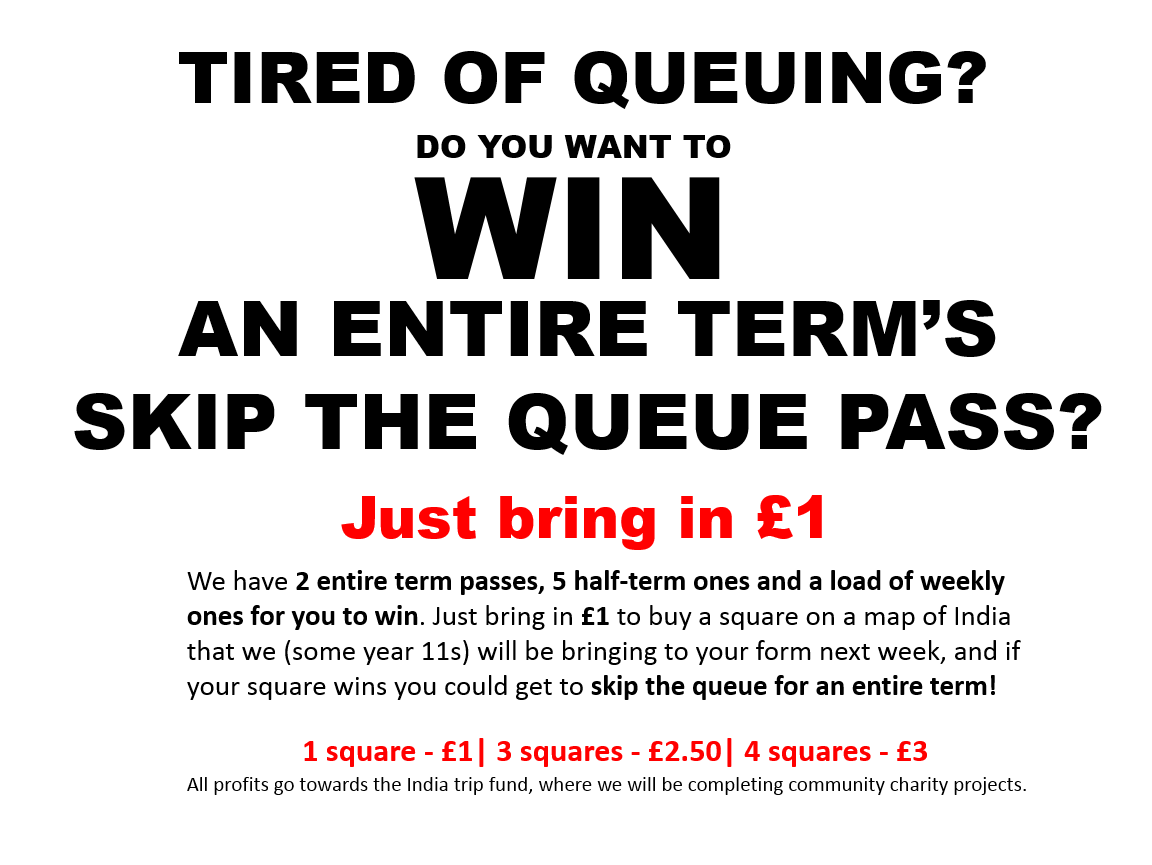 TIRED OF QUEUING?
DO YOU WANT TO
WIN
AN ENTIRE TERM’S
SKIP THE QUEUE PASS?
Just bring in £1
We have 2 entire term passes, 5 half-term ones and a load of weekly
ones for you to win. Just bring in £1 to buy a square on a map of India
that we (some year 11s) will be bringing to your form next week, and if
your square wins you could get to skip the queue for an entire term!
1 square - £1| 3 squares - £2.50| 4 squares - £3
All profits go towards the India trip fund, where we will be completing community charity projects.